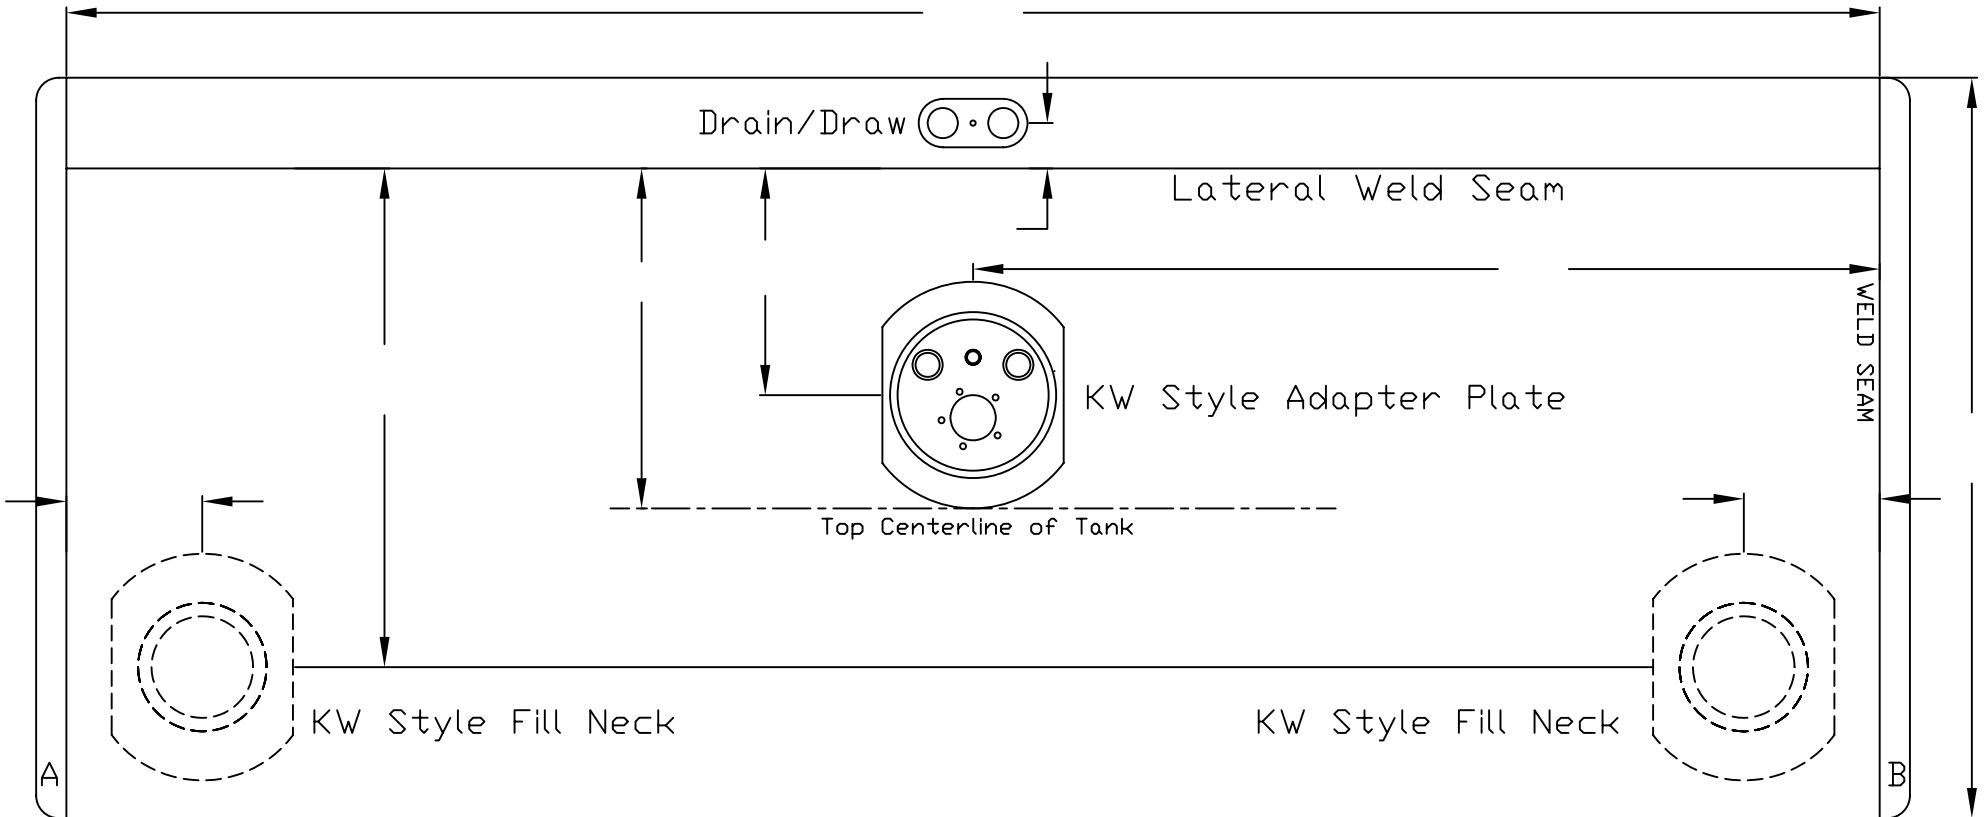 Drain/Draw
Lateral Weld Seam
WELD SEAM
KW Style Adapter Plate
Top Centerline of Tank
KW Style Fill Neck
KW Style Fill Neck
A
B